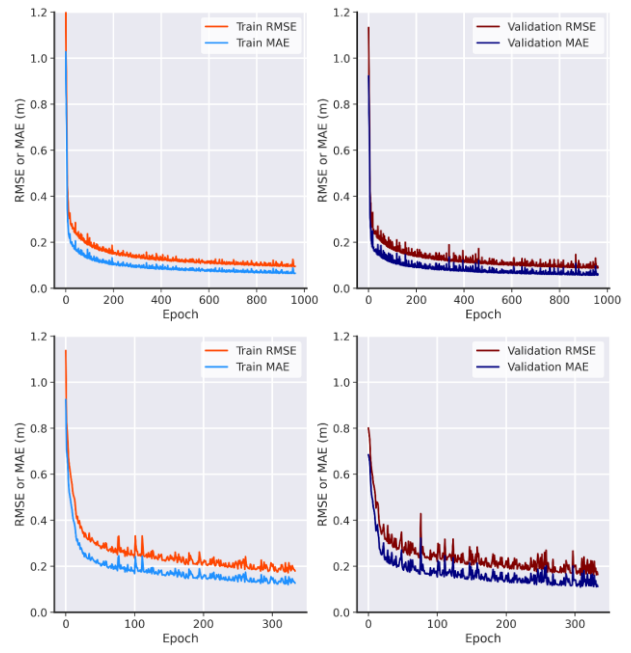 1.2
1.0
0.8
0.6
0.4
0.2
0.0
RMSE or MAE (m)
Train RMSE
Train MAE
0 200 400 600 800 1000
Epoch
1.2
1.0
0.8
0.6
0.4
0.2
0.0
RMSE or MAE (m)
Validation RMSE
Validation MAE
0 200 400 600 800 1000
Epoch
1.2
1.0
0.8
0.6
0.4
0.2
0.0
RMSE or MAE (m)
Train RMSE
Train MAE
0 100 200 300
Epoch
1.2
1.0
0.8
0.6
0.4
0.2
0.0
RMSE or MAE (m)
Validation RMSE
Validation MAE
0 100 200 300
Epoch